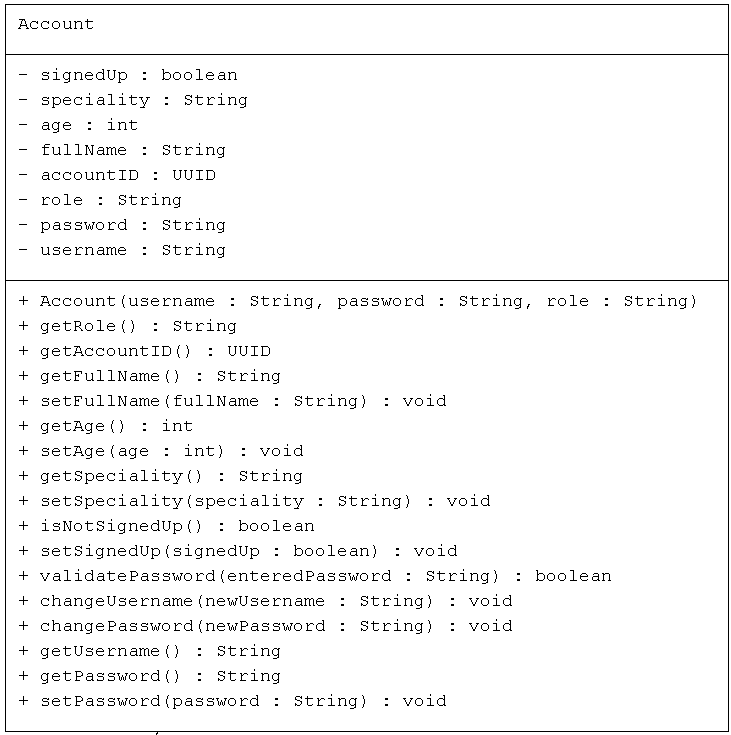 Account
- signedUp : boolean
- speciality : String
- age : int
- fullName : String
- accountID : UUID
- role : String
- password : String
- username : String
+ Account(username : String, password : String, role : String)
+ getRole() : String
+ getAccountID() : UUID
+ getFullName() : String
+ setFullName(fullName : String) : void
+ getAge() : int
+ setAge(age : int) : void
+ getSpeciality() : String
+ setSpeciality(speciality : String) : void
+ isNotSignedUp() : boolean
+ setSignedUp(signedUp : boolean) : void
+ validatePassword(enteredPassword : String) : boolean
+ changeUsername(newUsername : String) : void
+ changePassword(newPassword : String) : void
+ getUsername() : String
+ getPassword() : String
+ setPassword(password : String) : void